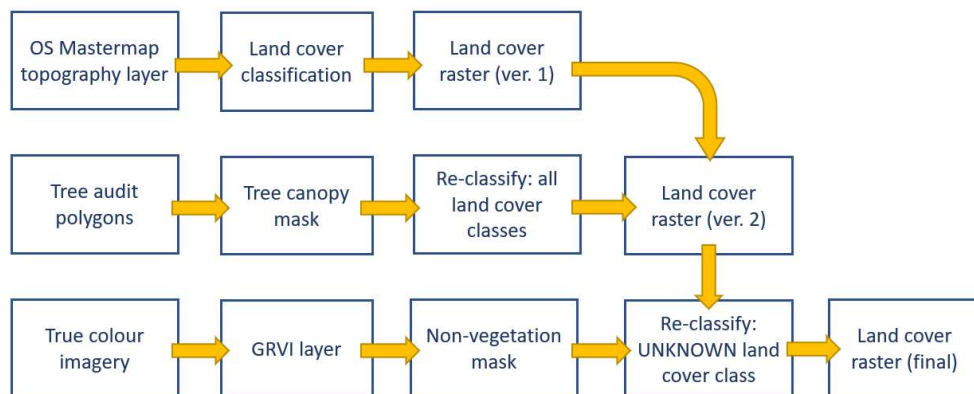 OS Mastermap
topography layer
Land cover
classification
Land cover
raster (ver. 1)
Tree audit
polygons
Tree canopy
mask
Re-classify: all
land cover
classes
Land cover
raster (ver. 2)
True colour
imagery
GRVI layer
Non-vegetation
mask
Re-classify:
UNKNOWN land
cover class
Land cover
raster (final)